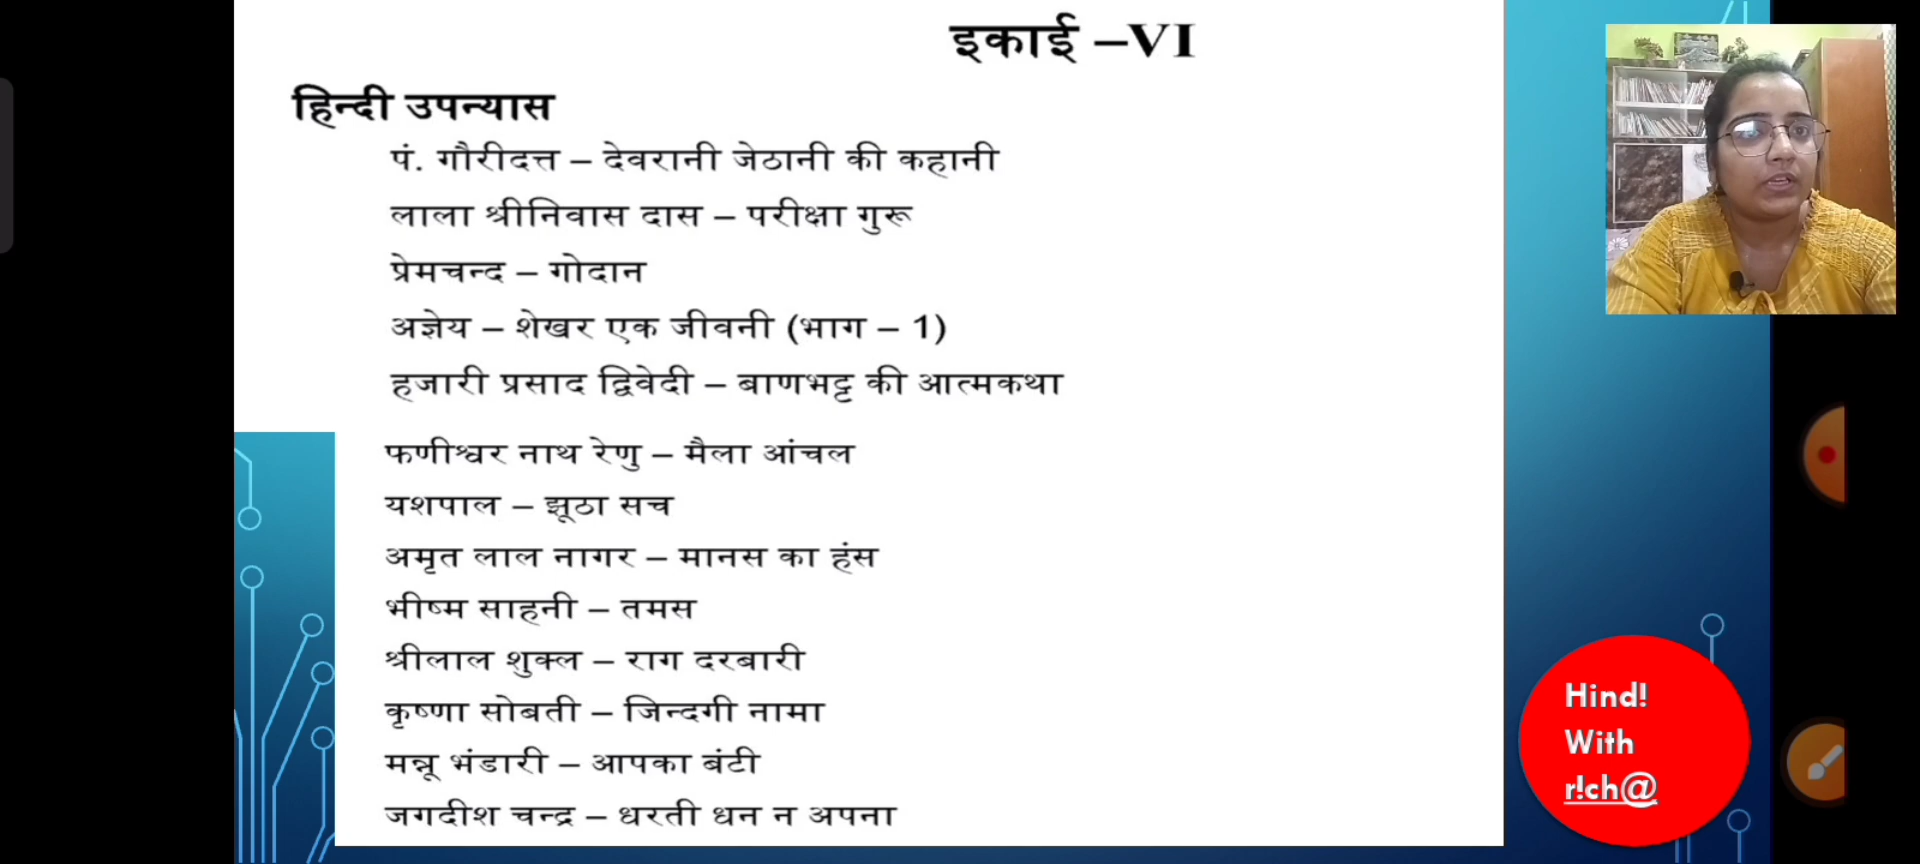 इकाई –VI
हिन्दी उपन्यास
पं. गौरीदत्त – देवरानी जेठानी की कहानी
लाला श्रीनिवास दास – परीक्षा गुरू
प्रेमचन्द – गोदान
अज्ञेय – शेखर एक जीवनी (भाग – 1)
हजारी प्रसाद द्विवेदी – बाणभट्ट की आत्मकथा
फणीश्वर नाथ रेणु – मैला आंचल
यशपाल – झूठा सच
अमृत लाल नागर – मानस का हंस
भीष्म साहनी – तमस
श्रीलाल शुक्ल – राग दरबारी
कृष्णा सोबती – जिन्दगी नामा
मन्नू भंडारी – आपका बंटी
जगदीश चन्द्र – धरती धन न अपना
Hind!
With
r!ch@